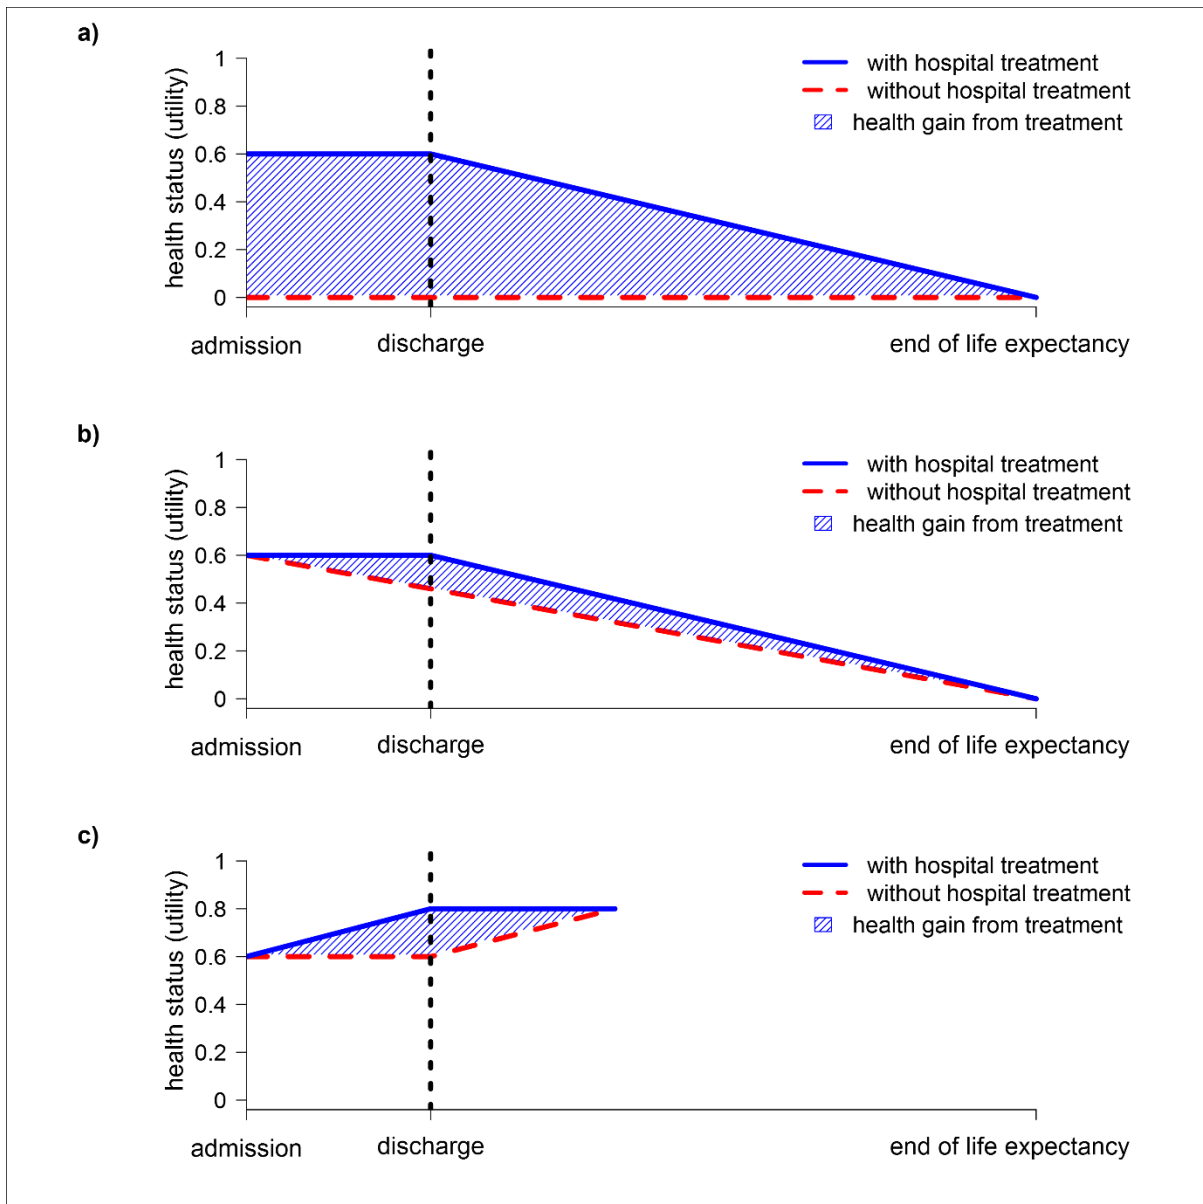 a)
with hospital treatment
without hospital treatment
health gain from treatment
health status (utility)
1
0.8
0.6
0.4
0.2
0
admission
discharge
end of life expectancy
b)
with hospital treatment
without hospital treatment
health gain from treatment
health status (utility)
1
0.8
0.6
0.4
0.2
0
admission
discharge
end of life expectancy
c)
with hospital treatment
without hospital treatment
health gain from treatment
health status (utility)
1
0.8
0.6
0.4
0.2
0
admission
discharge
end of life expectancy